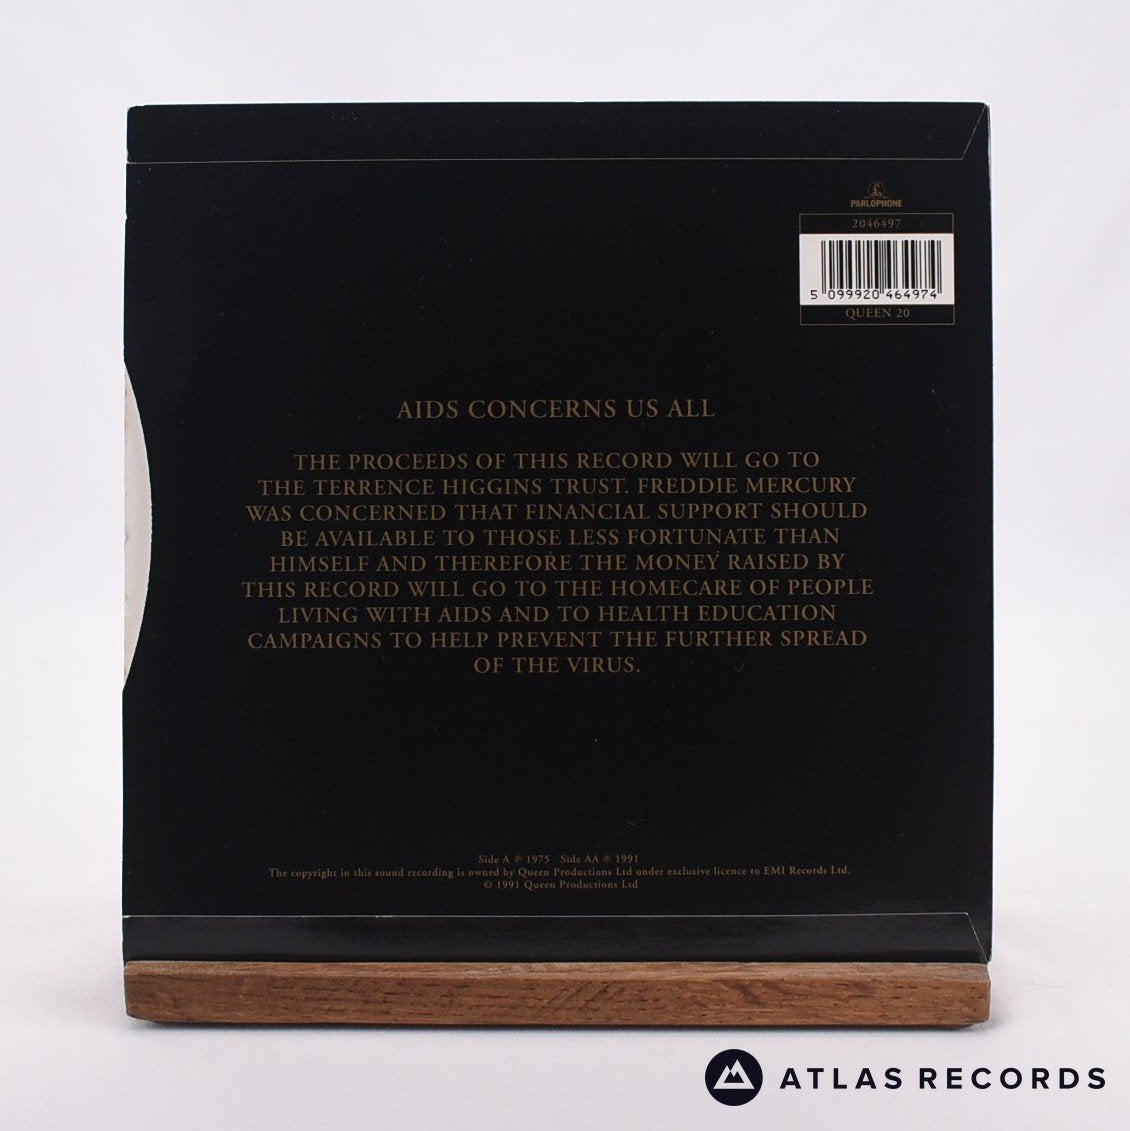 PARLOPHONE
2046497
5 099920 464974
QUEEN 20
AIDS CONCERNS US ALL
THE PROCEEDS OF THIS RECORD WILL GO TO
THE TERRENCE HIGGINS TRUST. FREDDIE MERCURY
WAS CONCERNED THAT FINANCIAL SUPPORT SHOULD
BE AVAILABLE TO THOSE LESS FORTUNATE THAN
HIMSELF AND THEREFORE THE MONEY RAISED BY
THIS RECORD WILL GO TO THE HOMECARE OF PEOPLE
LIVING WITH AIDS AND TO HEALTH EDUCATION
CAMPAIGNS TO HELP PREVENT THE FURTHER SPREAD
OF THE VIRUS.
Side A ℗ 1975 Side AA ℗ 1991
The copyright in this sound recording is owned by Queen Productions Ltd under exclusive licence to EMI Records Ltd.
© 1991 Queen Productions Ltd
ATLAS RECORDS